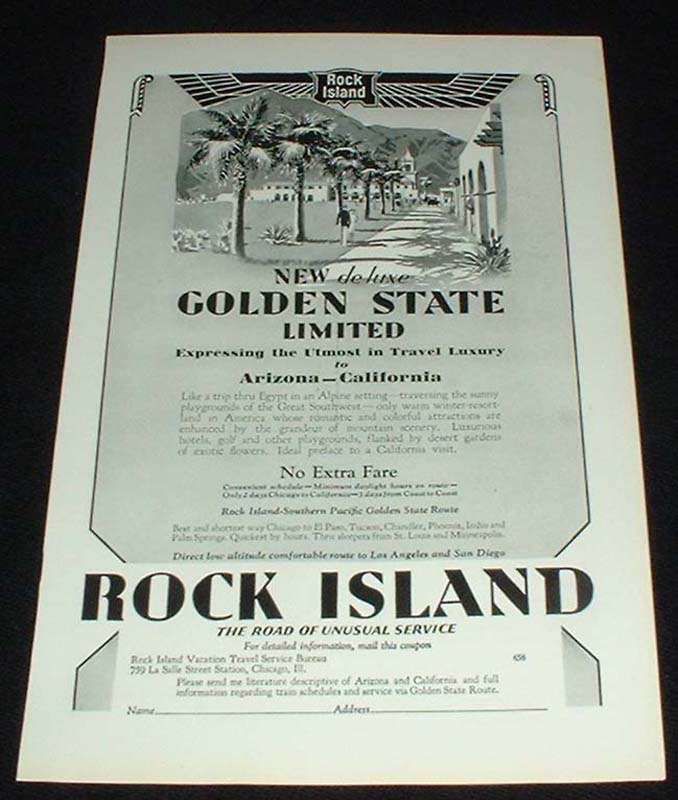 Rock
Island
NEW de luxe
GOLDEN STATE
LIMITED
Expressing the Utmost in Travel Luxury
to
Arizona—California
Like a trip thru Egypt in an Alpine setting—traversing the sunny
playgrounds of the Great Southwest—only warm winter resort-
land in America whose romantic and colorful attractions are
enhanced by the grandeur of mountain scenery. Luxurious
hotels, golf and other playgrounds, flanked by desert gardens
of exotic flowers. Ideal preface to a California visit.
No Extra Fare
Convenient schedule—Minimum daylight hours en route—
Only 2 days Chicago to California—3 days from Coast to Coast
Rock Island-Southern Pacific Golden State Route
Best and shortest way Chicago to El Paso, Tucson, Chandler, Phoenix, Indio and
Palm Springs. Quickest by hours. Thru sleepers from St. Louis and Minneapolis.
Direct low altitude comfortable route to Los Angeles and San Diego
ROCK ISLAND
THE ROAD OF UNUSUAL SERVICE
For detailed information, mail this coupon
Rock Island Vacation Travel Service Bureau 656
759 La Salle Street Station, Chicago, Ill.
Please send me literature descriptive of Arizona and California and full
information regarding train schedules and service via Golden State Route.
Name Address